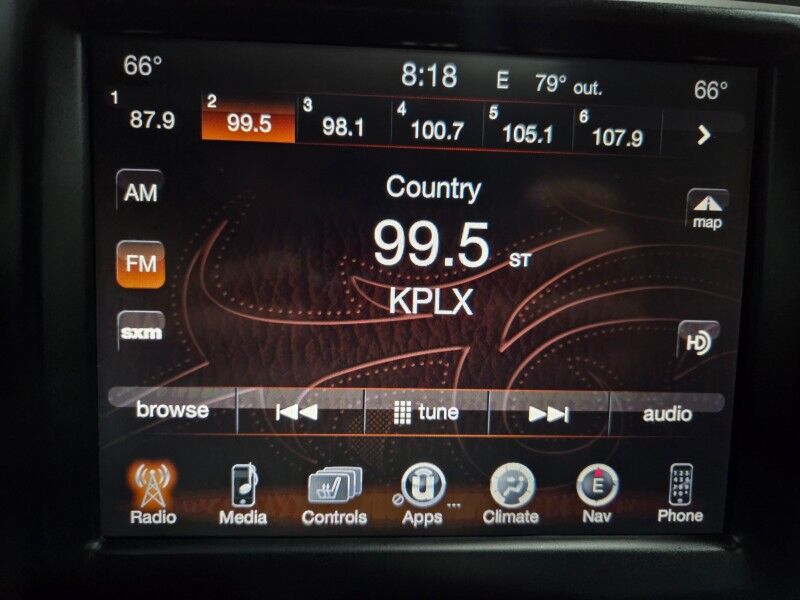 66° 8:18 E 79° out. 66°
1 87.9 2 99.5 3 98.1 4 100.7 5 105.1 6 107.9
AM
Country
map
FM
99.5 ST
KPLX
sxm
HD
browse tune audio
Radio Media Controls Apps ... Climate E Nav Phone